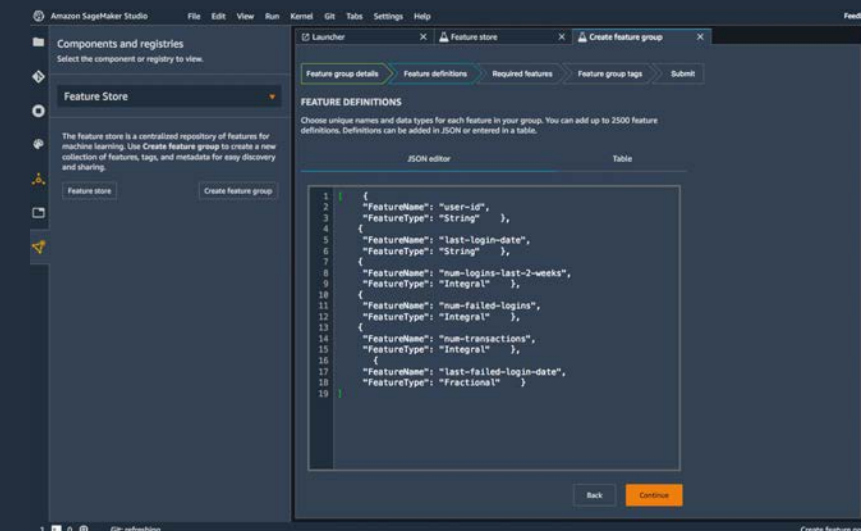 Amazon SageMaker Studio File Edit View Run Kernel Git Tabs Settings Help Feed
Components and registries
Select the component or registry to view.
Feature Store
The feature store is a centralized repository of features for
machine learning. Use Create feature group to create a new
collection of features, tags, and metadata for easy discovery
and sharing.
Feature store Create feature group
Launcher Feature store Create feature group
Feature group details Feature definitions Required features Feature group tags Submit
FEATURE DEFINITIONS
Choose unique names and data types for each feature in your group. You can add up to 2500 feature
definitions. Definitions can be added in JSON or entered in a table.
JSON editor Table
1 [ {
2 "FeatureName": "user-id",
3 "FeatureType": "String" },
4 {
5 "FeatureName": "last-login-date",
6 "FeatureType": "String" },
7 {
8 "FeatureName": "num-logins-last-2-weeks",
9 "FeatureType": "Integral" },
10 {
11 "FeatureName": "num-failed-logins",
12 "FeatureType": "Integral" },
13 {
14 "FeatureName": "num-transactions",
15 "FeatureType": "Integral" },
16 {
17 "FeatureName": "last-failed-login-date",
18 "FeatureType": "Fractional" }
19 ]
Back Continue
Git: refreshing Create feature gro